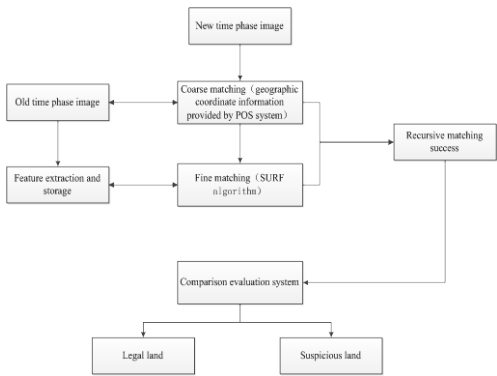 New time phase image
Old time phase image
Coarse matching（geographic
coordinate information
provided by POS system）
Recursive matching
success
Feature extraction and
storage
Fine matching（SURF
algorithm）
Comparison evaluation system
Legal land
Suspicious land